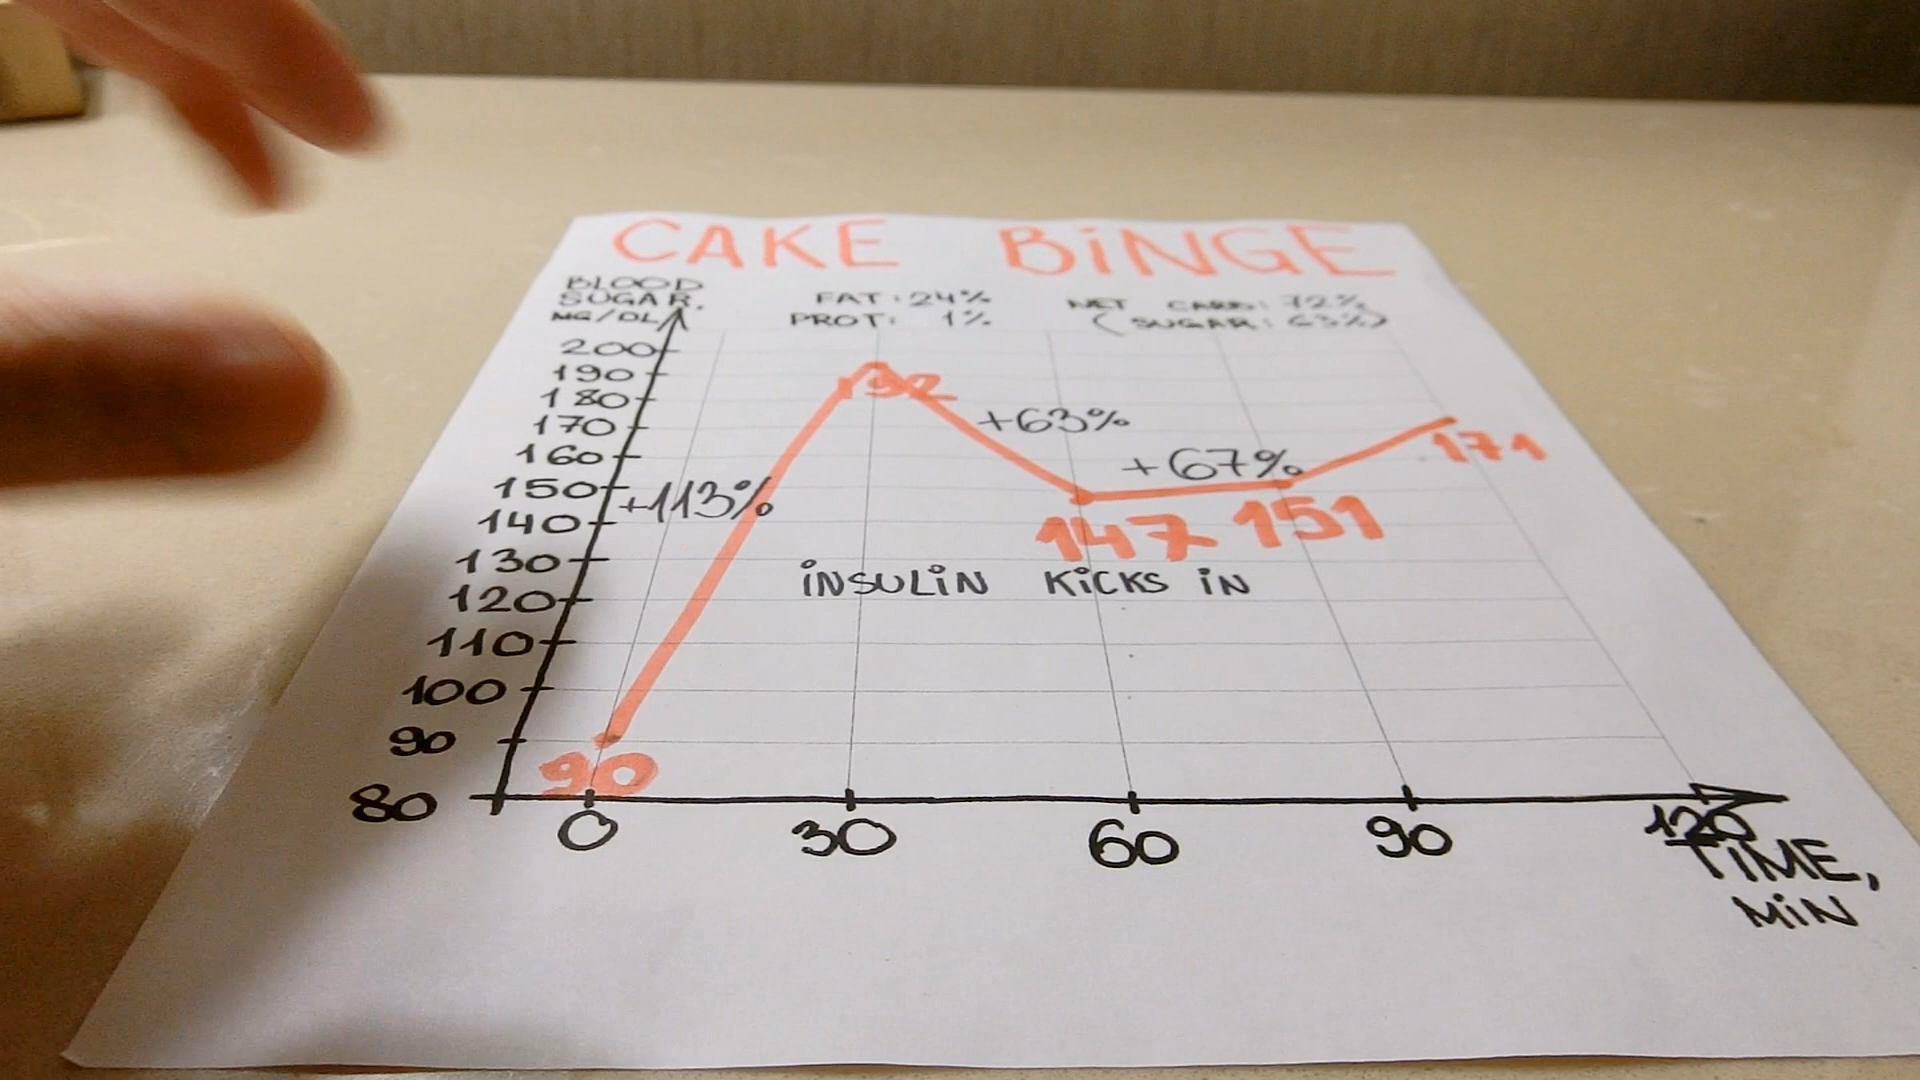 CAKE BiNGE
BLOOD
SUGAR,
MG/DL
FAT: 24%
PROT: 1%
NET CARB: 72%
(SUGAR: 63%)
200
190
180
170
160
150
140
130
120
110
100
90
80
192
+63%
171
+67%
+113%
147 151
iNSULiN KiCKS iN
90
0 30 60 90 120
TIME,
MiN